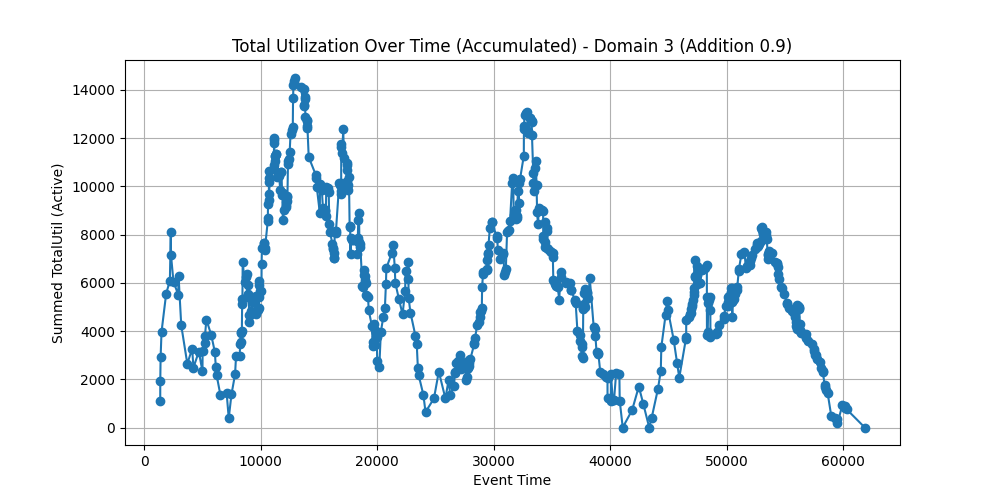 Total Utilization Over Time (Accumulated) - Domain 3 (Addition 0.9)
Summed TotalUtil (Active)
14000
12000
10000
8000
6000
4000
2000
0
0 10000 20000 30000 40000 50000 60000
Event Time